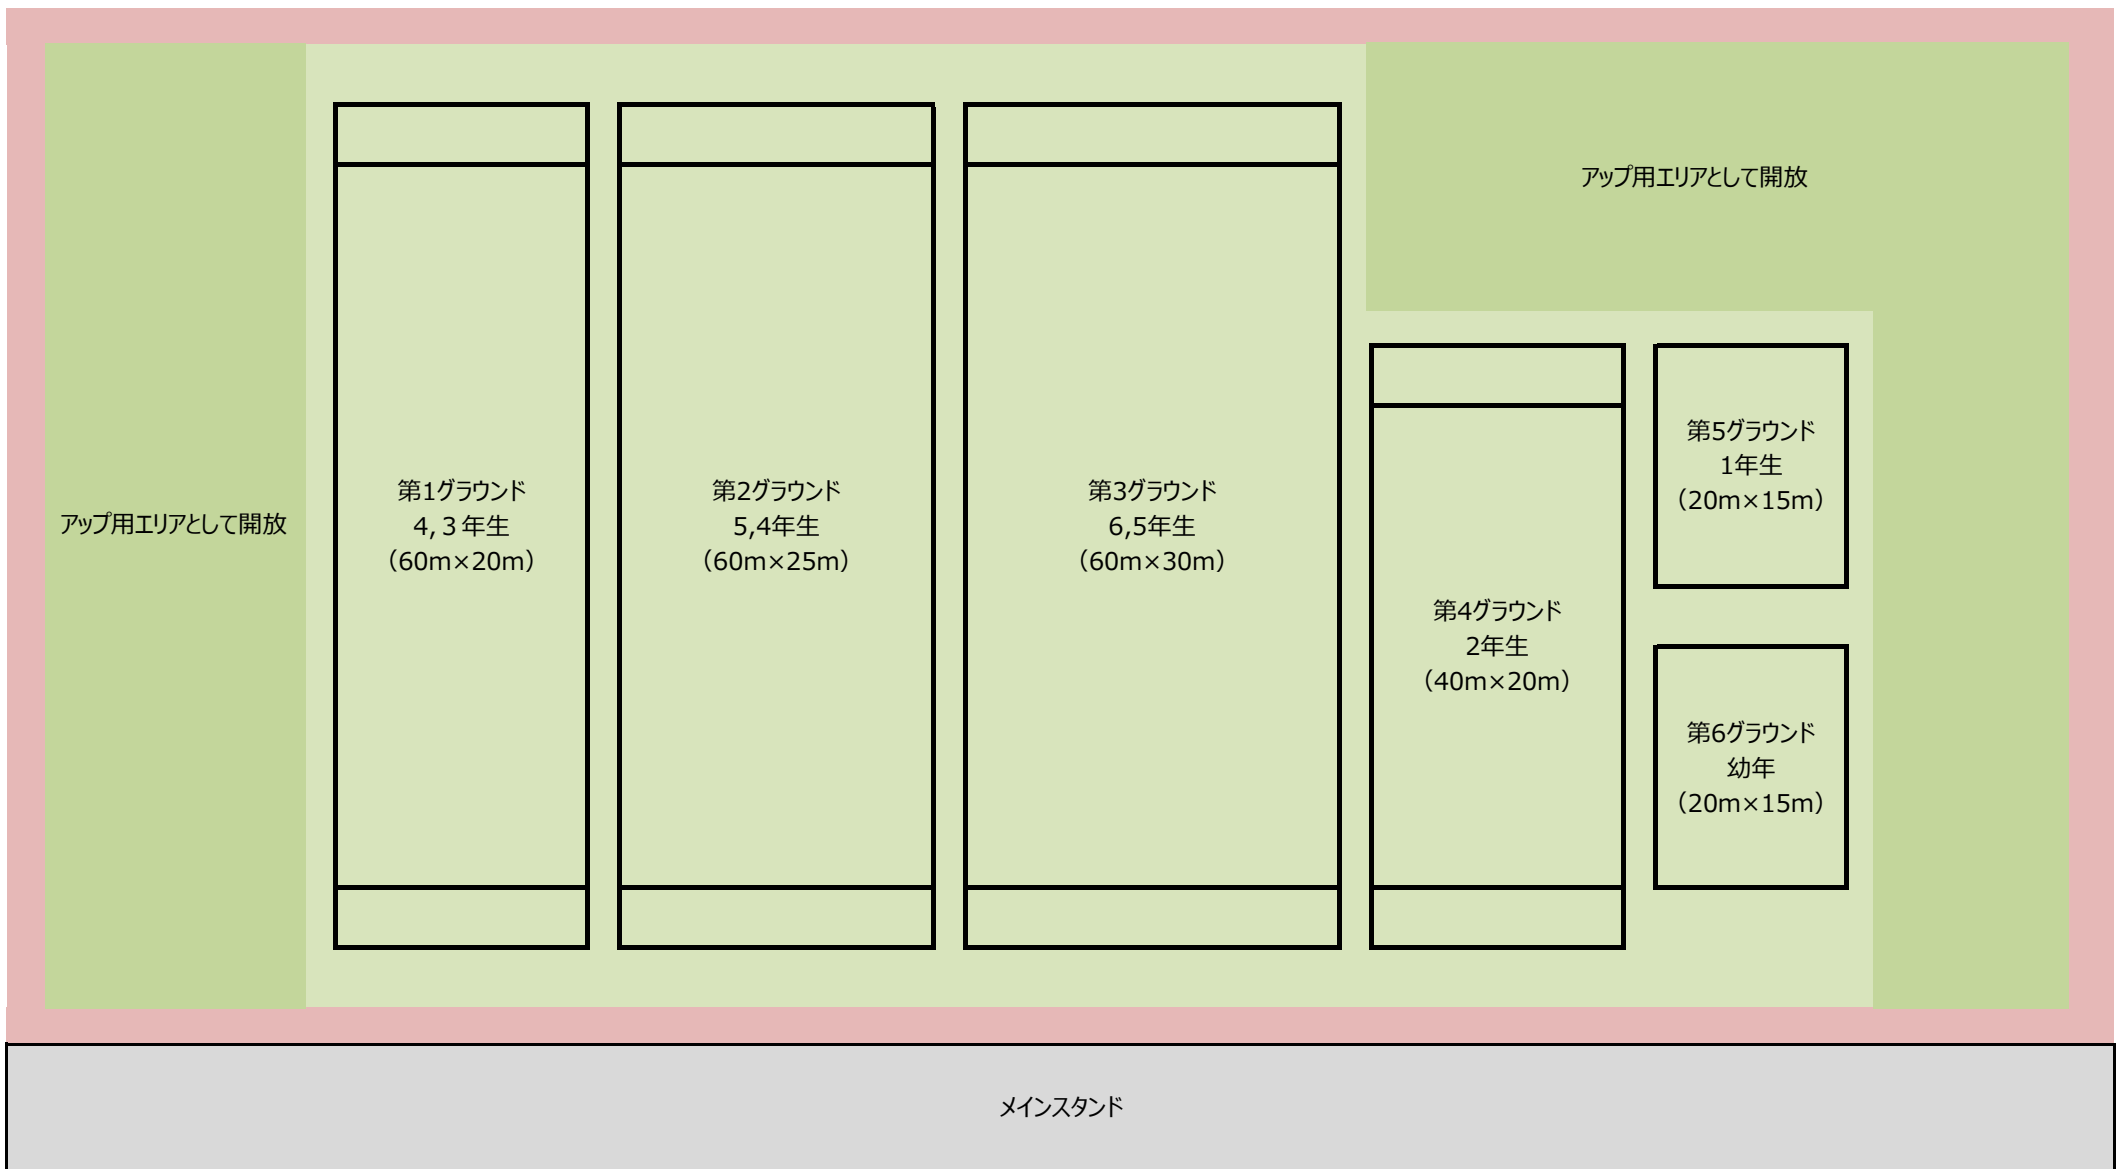 アップ用エリアとして開放
第1グラウンド
4,３年生
（60m×20m）
第2グラウンド
5,4年生
（60m×25m）
第3グラウンド
6,5年生
（60m×30m）
アップ用エリアとして開放
第4グラウンド
2年生
（40m×20m）
第5グラウンド
1年生
（20m×15m）
第6グラウンド
幼年
（20m×15m）
メインスタンド